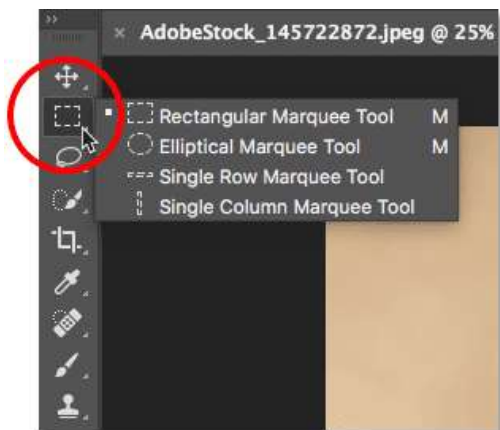 × AdobeStock_145722872.jpeg @ 25%
Rectangular Marquee Tool M
Elliptical Marquee Tool M
Single Row Marquee Tool
Single Column Marquee Tool